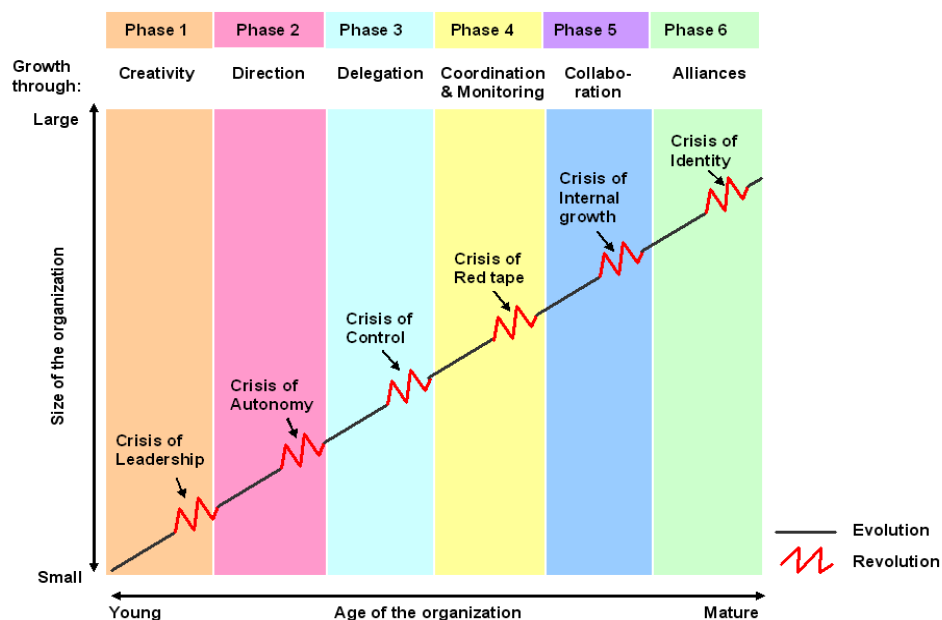 Phase 1
Phase 2
Phase 3
Phase 4
Phase 5
Phase 6
Growth
through:
Creativity
Direction
Delegation
Coordination
& Monitoring
Collabo-
ration
Alliances
Large
Size of the organization
Small
Crisis of
Leadership
Crisis of
Autonomy
Crisis of
Control
Crisis of
Red tape
Crisis of
Internal
growth
Crisis of
Identity
Evolution
Revolution
Young
Age of the organization
Mature